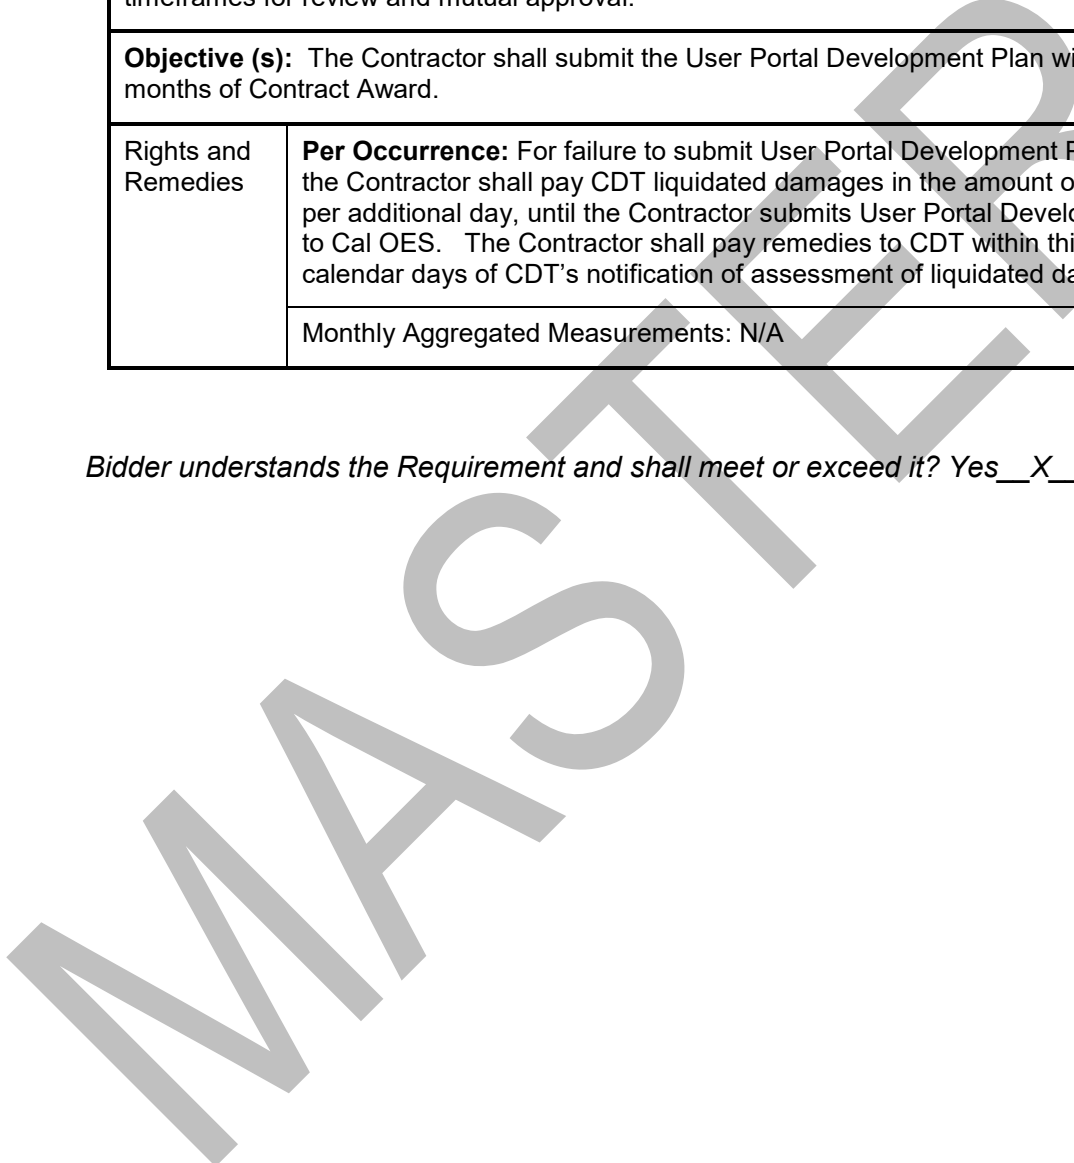 timeframes for review and mutual approval.
Objective (s): The Contractor shall submit the User Portal Development Plan
months of Contract Award.
Rights and
Remedies
Per Occurrence: For failure to submit User Portal Development
the Contractor shall pay CDT liquidated damages in the amount
per additional day, until the Contractor submits User Portal
to Cal OES. The Contractor shall pay remedies to CDT within
calendar days of CDT's notification of assessment of liquidated
Monthly Aggregated Measurements: N/A
Bidder understands the Requirement and shall meet or exceed it? Yes__X__
MASTER